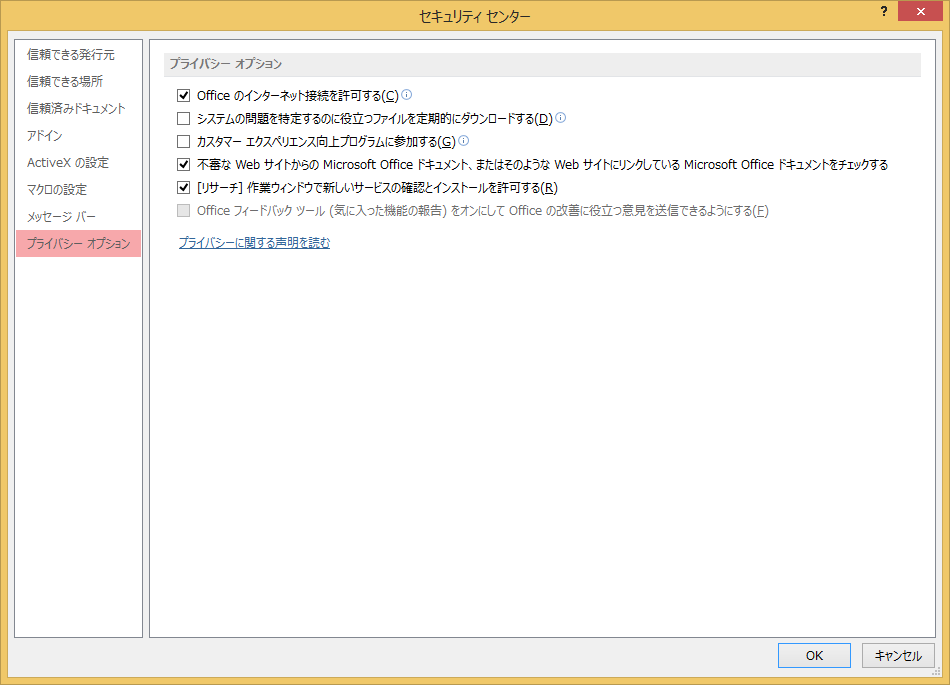 セキュリティ センター
?
信頼できる発行元
信頼できる場所
信頼済みドキュメント
アドイン
ActiveX の設定
マクロの設定
メッセージ バー
プライバシー オプション
プライバシー オプション
Office のインターネット接続を許可する(C)
システムの問題を特定するのに役立つファイルを定期的にダウンロードする(D)
カスタマー エクスペリエンス向上プログラムに参加する(G)
不審な Web サイトからの Microsoft Office ドキュメント、またはそのような Web サイトにリンクしている Microsoft Office ドキュメントをチェックする
[リサーチ] 作業ウィンドウで新しいサービスの確認とインストールを許可する(R)
Office フィードバック ツール (気に入った機能の報告) をオンにして Office の改善に役立つ意見を送信できるようにする(F)
プライバシーに関する声明を読む
OK
キャンセル